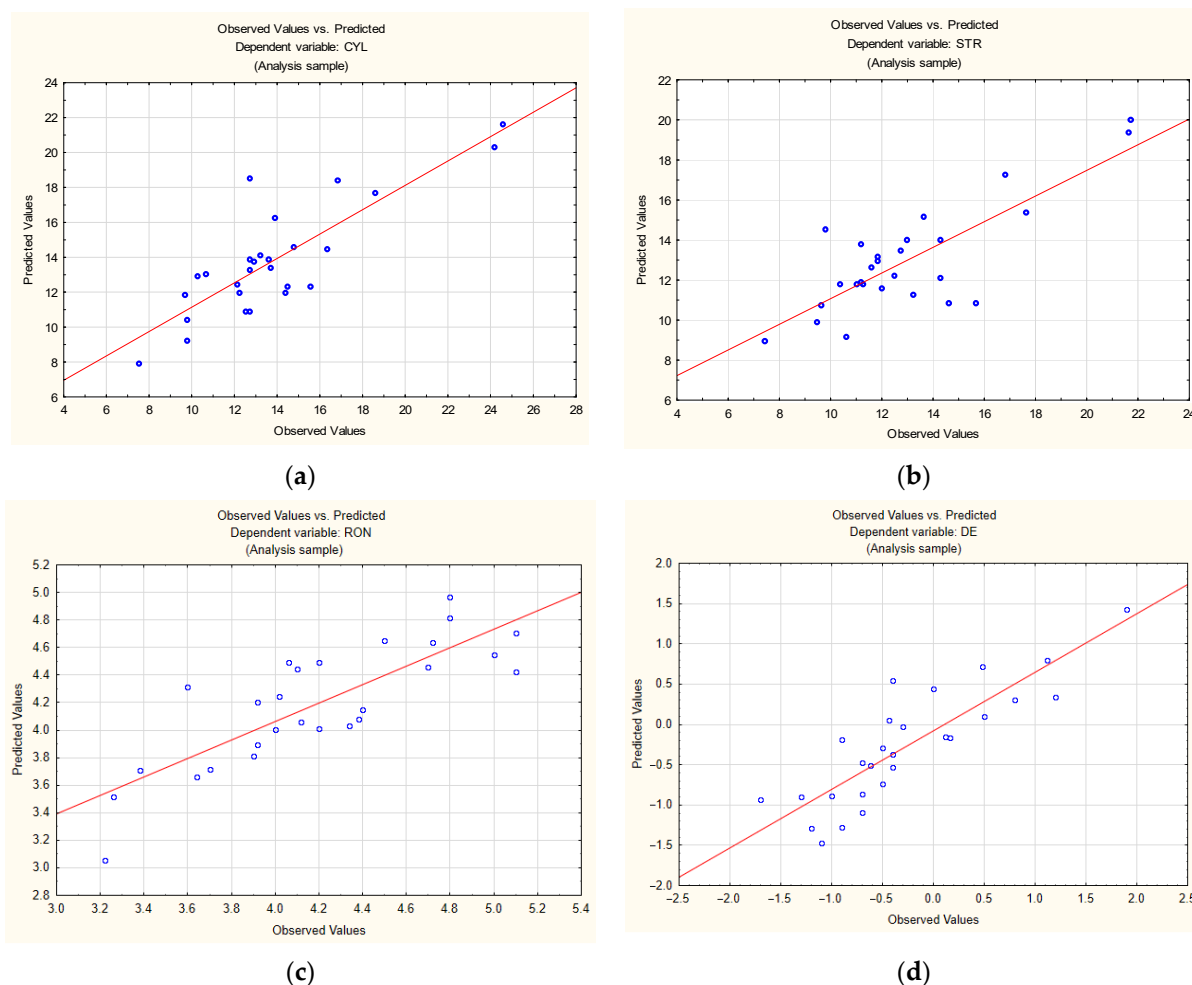 Observed Values vs. Predicted
Dependent variable: CYL
(Analysis sample)
24
22
20
18
16
14
12
10
8
6
Predicted Values
4 6 8 10 12 14 16 18 20 22 24 26 28
Observed Values
(a)
Observed Values vs. Predicted
Dependent variable: STR
(Analysis sample)
22
20
18
16
14
12
10
8
6
Predicted Values
4 6 8 10 12 14 16 18 20 22 24
Observed Values
(b)
Observed Values vs. Predicted
Dependent variable: RON
(Analysis sample)
5.2
5.0
4.8
4.6
4.4
4.2
4.0
3.8
3.6
3.4
3.2
3.0
2.8
Predicted Values
3.0 3.2 3.4 3.6 3.8 4.0 4.2 4.4 4.6 4.8 5.0 5.2 5.4
Observed Values
(c)
Observed Values vs. Predicted
Dependent variable: DE
(Analysis sample)
2.0
1.5
1.0
0.5
0.0
−0.5
−1.0
−1.5
−2.0
Predicted Values
−2.5 −2.0 −1.5 −1.0 −0.5 0.0 0.5 1.0 1.5 2.0 2.5
Observed Values
(d)